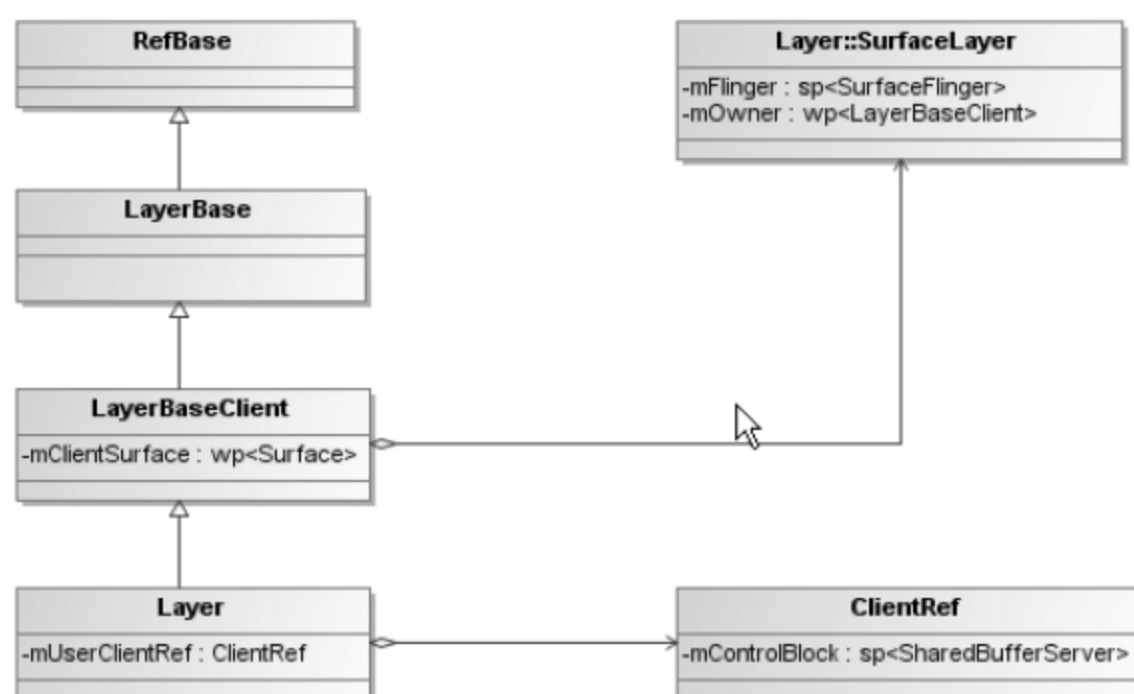 RefBase
Layer::SurfaceLayer
-mFlinger : sp<SurfaceFlinger>
-mOwner : wp<LayerBaseClient>
LayerBase
LayerBaseClient
-mClientSurface : wp<Surface>
Layer
-mUserClientRef : ClientRef
ClientRef
-mControlBlock : sp<SharedBufferServer>